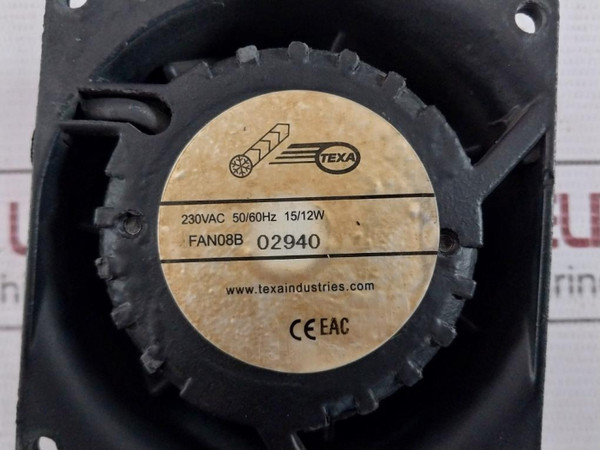 TEXA
230VAC 50/60Hz 15/12W
FAN08B 02940
www.texaindustries.com
CE EAC